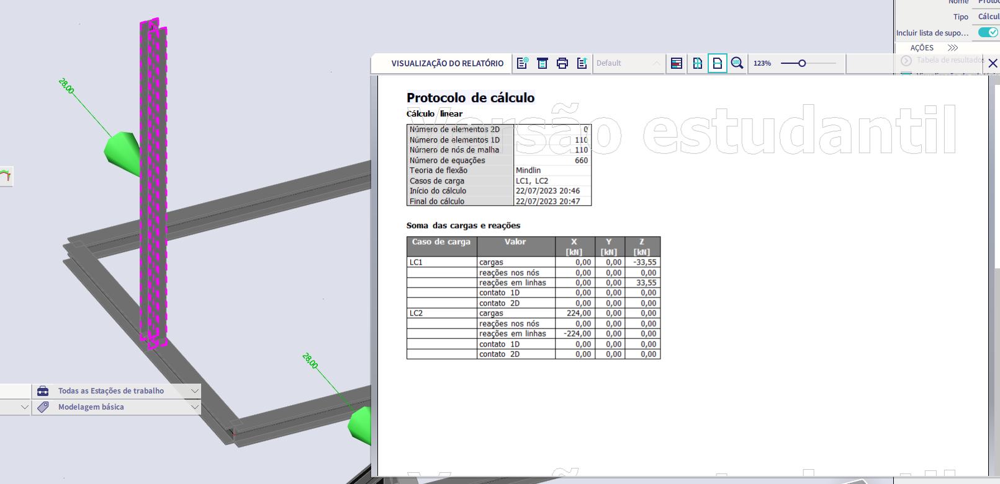 Nome Protoc
Tipo Cálcul
Incluir lista de supo...
AÇÕES
Tabela de resultados
VISUALIZAÇÃO DO RELATÓRIO Default 100 123%
28,00
Protocolo de cálculo
Cálculo linear
Versão estudantil
Número de elementos 2D 0
Número de elementos 1D 110
Número de nós de malha 110
Número de equações 660
Teoria de flexão Mindlin
Casos de carga LC1, LC2
Início do cálculo 22/07/2023 20:46
Final do cálculo 22/07/2023 20:47
Soma das cargas e reações
Caso de carga Valor X Y Z
[kN] [kN] [kN]
LC1 cargas 0,00 0,00 -33,55
reações nos nós 0,00 0,00 0,00
reações em linhas 0,00 0,00 33,55
contato 1D 0,00 0,00 0,00
contato 2D 0,00 0,00 0,00
LC2 cargas 224,00 0,00 0,00
reações nos nós 0,00 0,00 0,00
reações em linhas -224,00 0,00 0,00
contato 1D 0,00 0,00 0,00
contato 2D 0,00 0,00 0,00
28,00
Todas as Estações de trabalho
Modelagem básica